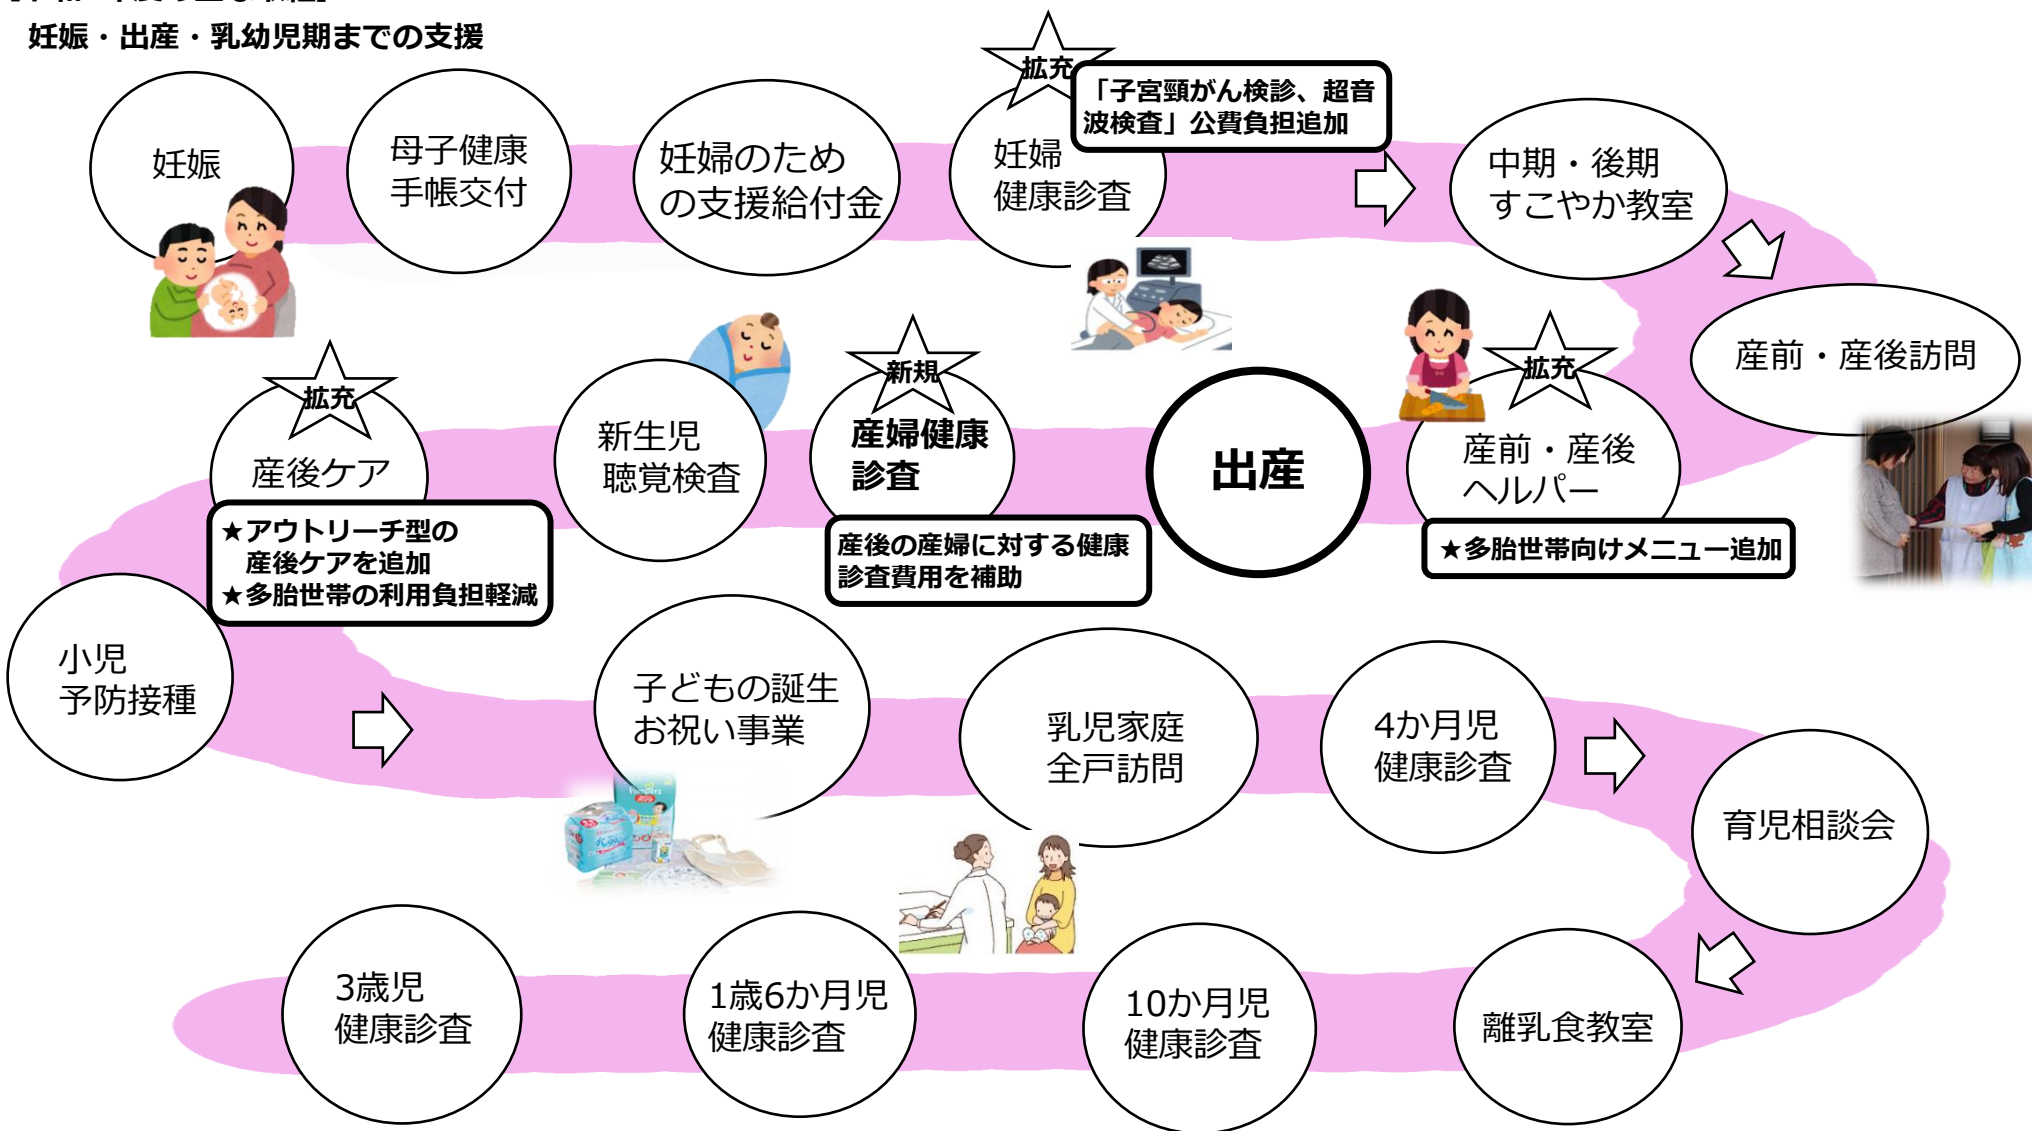 妊娠・出産・乳幼児期までの支援
妊娠
母子健康
手帳交付
妊婦のため
の支援給付金
拡充
妊婦
健康診査
「子宮頸がん検診、超音
波検査」公費負担追加
中期・後期
すこやか教室
産前・産後訪問
拡充
産前・産後
ヘルパー
★多胎世帯向けメニュー追加
出産
新規
産婦健康
診査
産後の産婦に対する健康
診査費用を補助
新生児
聴覚検査
拡充
産後ケア
★アウトリーチ型の
産後ケアを追加
★多胎世帯の利用負担軽減
小児
予防接種
子どもの誕生
お祝い事業
乳児家庭
全戸訪問
4か月児
健康診査
育児相談会
離乳食教室
10か月児
健康診査
1歳6か月児
健康診査
3歳児
健康診査